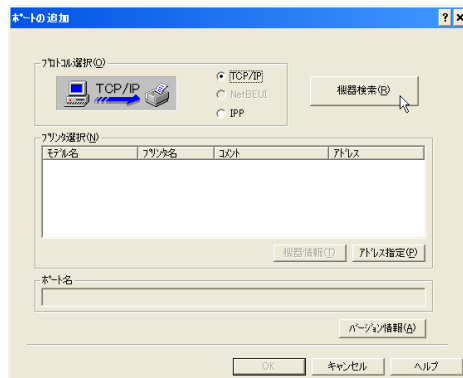 ポートの追加
プロトコル選択(O)
TCP/IP
TCP/IP
NetBEUI
IPP
機器検索(R)
プリンタ選択(N)
モデル名 プリンタ名 コメント アドレス
機器情報(T) アドレス指定(P)
ポート名
バージョン情報(A)
OK キャンセル ヘルプ